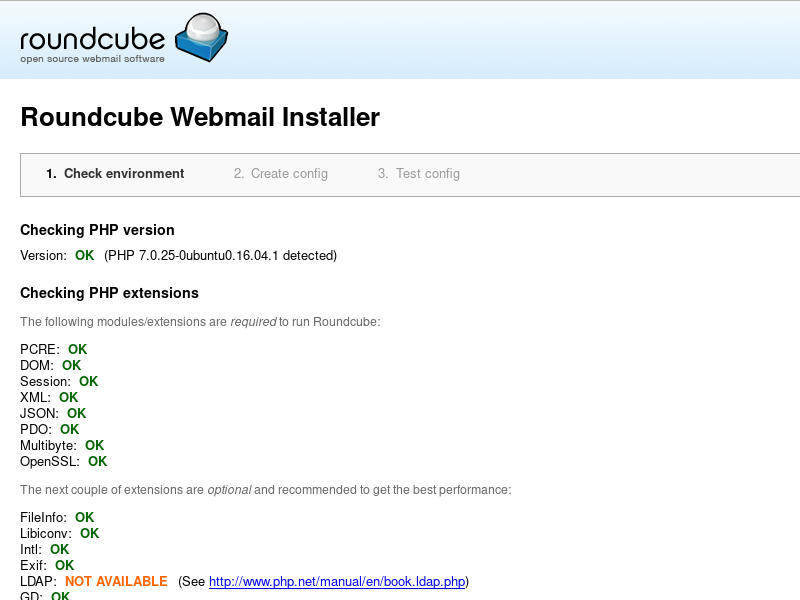 roundcube
open source webmail software
Roundcube Webmail Installer
1. Check environment 2. Create config 3. Test config
Checking PHP version
Version: OK (PHP 7.0.25-0ubuntu0.16.04.1 detected)
Checking PHP extensions
The following modules/extensions are required to run Roundcube:
PCRE: OK
DOM: OK
Session: OK
XML: OK
JSON: OK
PDO: OK
Multibyte: OK
OpenSSL: OK
The next couple of extensions are optional and recommended to get the best performance:
FileInfo: OK
Libiconv: OK
Intl: OK
Exif: OK
LDAP: NOT AVAILABLE (See http://www.php.net/manual/en/book.ldap.php)
GD: OK